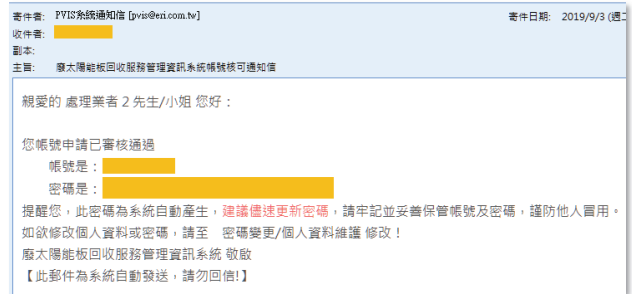 寄件者: PVIS系統通知信 [pvis@eri.com.tw] 寄件日期: 2019/9/3 (週二
收件者:
副本:
主旨: 廢太陽能板回收服務管理資訊系統帳號核可通知信
親愛的 處理業者 2 先生/小姐 您好：
您帳號申請已審核通過
帳號是：
密碼是：
提醒您，此密碼為系統自動產生，建議儘速更新密碼，請牢記並妥善保管帳號及密碼，謹防他人冒用。
如欲修改個人資料或密碼，請至 密碼變更/個人資料維護 修改！
廢太陽能板回收服務管理資訊系統 敬啟
【此郵件為系統自動發送，請勿回信!】